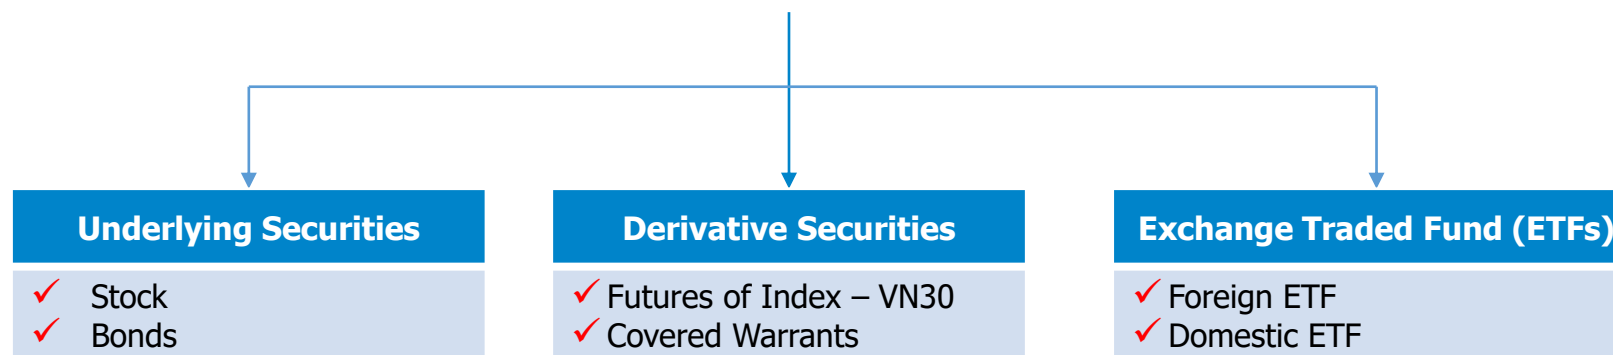 Underlying Securities
Stock
Bonds
Derivative Securities
Futures of Index – VN30
Covered Warrants
Exchange Traded Fund (ETFs)
Foreign ETF
Domestic ETF